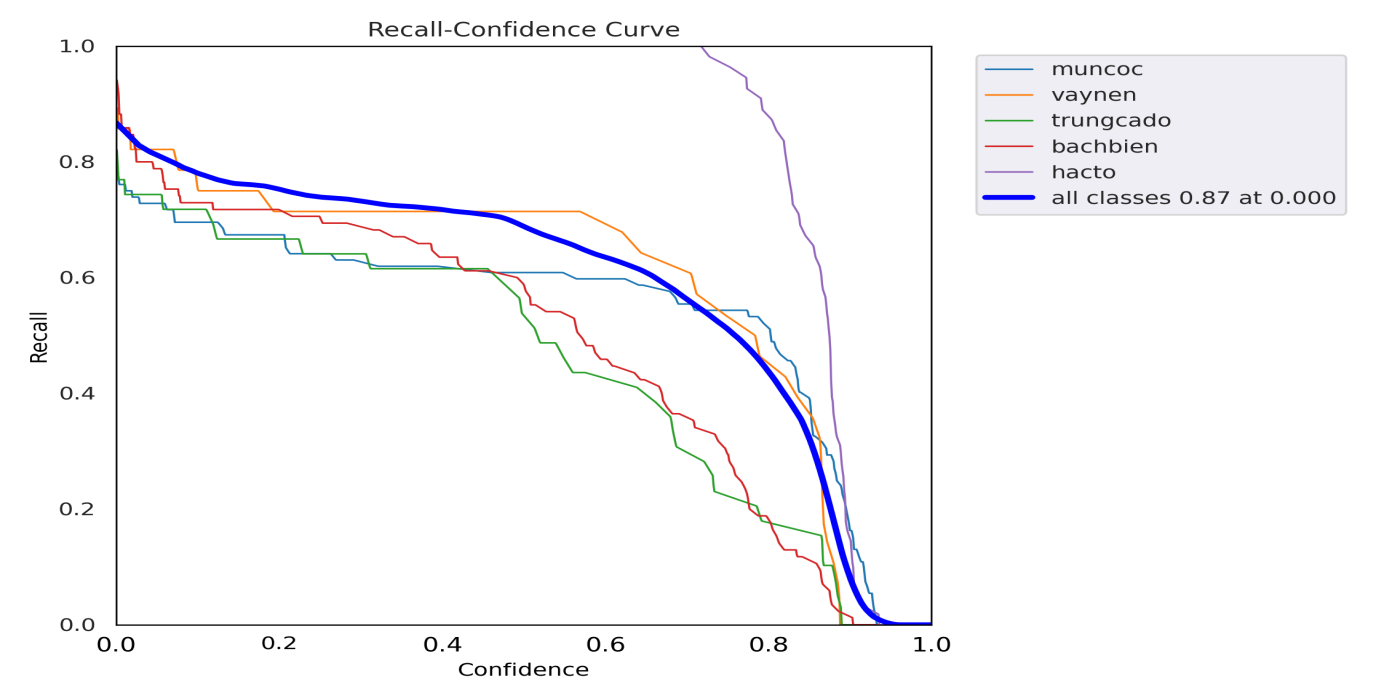 Recall-Confidence Curve
1.0
0.8
0.6
0.4
0.2
0.0
Recall
0.0 0.2 0.4 0.6 0.8 1.0
Confidence
muncoc
vaynen
trungcado
bachbien
hacto
all classes 0.87 at 0.000